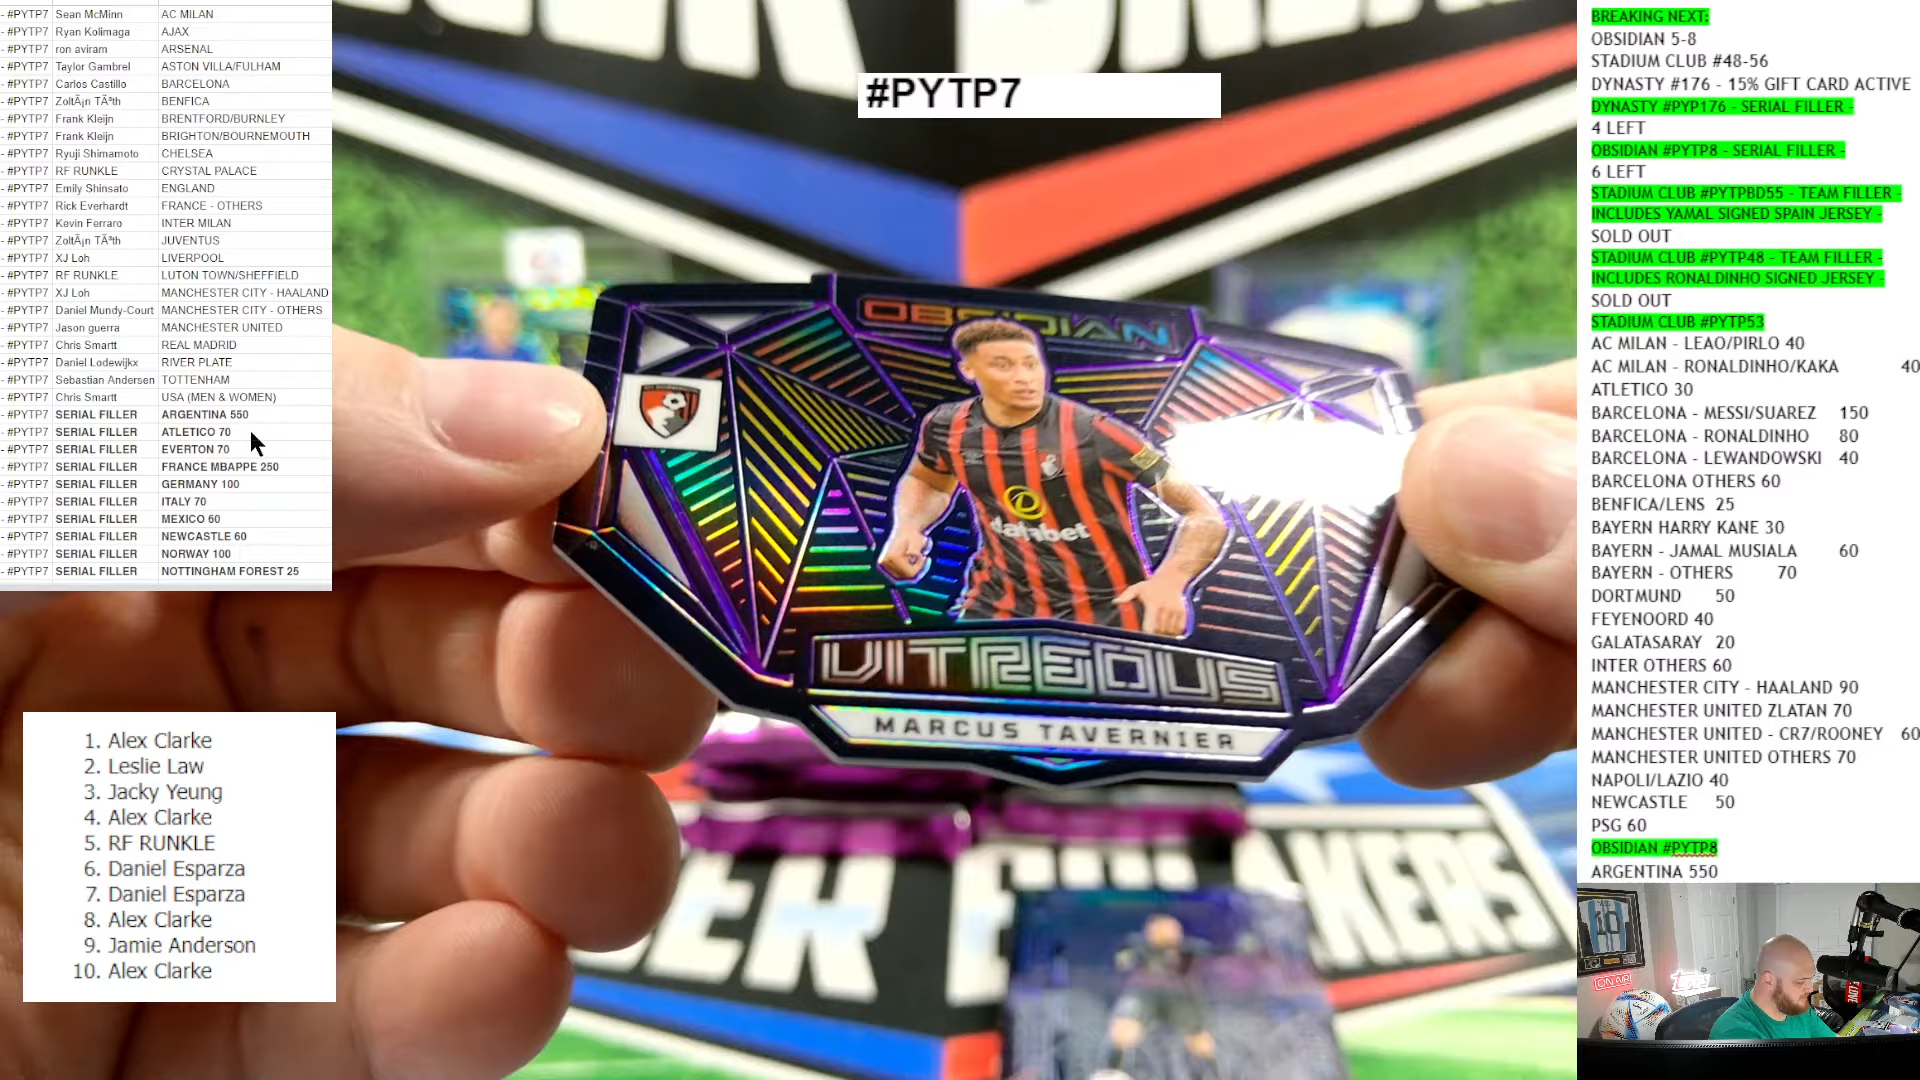 - #PYTP7 Sean McMinn AC MILAN
- #PYTP7 Ryan Kolimaga AJAX
- #PYTP7 ron aviram ARSENAL
- #PYTP7 Taylor Gambrel ASTON VILLA/FULHAM
- #PYTP7 Carlos Castillo BARCELONA
- #PYTP7 ZoltÃ¡n TÃ³th BENFICA
- #PYTP7 Frank Kleijn BRENTFORD/BURNLEY
- #PYTP7 Frank Kleijn BRIGHTON/BOURNEMOUTH
- #PYTP7 Ryuji Shimamoto CHELSEA
- #PYTP7 RF RUNKLE CRYSTAL PALACE
- #PYTP7 Emily Shinsato ENGLAND
- #PYTP7 Rick Everhardt FRANCE - OTHERS
- #PYTP7 Kevin Ferraro INTER MILAN
- #PYTP7 ZoltÃ¡n TÃ³th JUVENTUS
- #PYTP7 XJ Loh LIVERPOOL
- #PYTP7 RF RUNKLE LUTON TOWN/SHEFFIELD
- #PYTP7 XJ Loh MANCHESTER CITY - HAALAND
- #PYTP7 Daniel Mundy-Court MANCHESTER CITY - OTHERS
- #PYTP7 Jason guerra MANCHESTER UNITED
- #PYTP7 Chris Smartt REAL MADRID
- #PYTP7 Daniel Lodewijkx RIVER PLATE
- #PYTP7 Sebastian Andersen TOTTENHAM
- #PYTP7 Chris Smartt USA (MEN & WOMEN)
- #PYTP7 SERIAL FILLER ARGENTINA 550
- #PYTP7 SERIAL FILLER ATLETICO 70
- #PYTP7 SERIAL FILLER EVERTON 70
- #PYTP7 SERIAL FILLER FRANCE MBAPPE 250
- #PYTP7 SERIAL FILLER GERMANY 100
- #PYTP7 SERIAL FILLER ITALY 70
- #PYTP7 SERIAL FILLER MEXICO 60
- #PYTP7 SERIAL FILLER NEWCASTLE 60
- #PYTP7 SERIAL FILLER NORWAY 100
- #PYTP7 SERIAL FILLER NOTTINGHAM FOREST 25
1. Alex Clarke
2. Leslie Law
3. Jacky Yeung
4. Alex Clarke
5. RF RUNKLE
6. Daniel Esparza
7. Daniel Esparza
8. Alex Clarke
9. Jamie Anderson
10. Alex Clarke
#PYTP7
OBSIDIAN
dafabet
VITREOUS
MARCUS TAVERNIER
BREAKING NEXT:
OBSIDIAN 5-8
STADIUM CLUB #48-56
DYNASTY #176 - 15% GIFT CARD ACTIVE
DYNASTY #PYP176 - SERIAL FILLER -
4 LEFT
OBSIDIAN #PYTP8 - SERIAL FILLER -
6 LEFT
STADIUM CLUB #PYTPBD55 - TEAM FILLER -
INCLUDES YAMAL SIGNED SPAIN JERSEY -
SOLD OUT
STADIUM CLUB #PYTP48 - TEAM FILLER -
INCLUDES RONALDINHO SIGNED JERSEY -
SOLD OUT
STADIUM CLUB #PYTP53
AC MILAN - LEAO/PIRLO 40
AC MILAN - RONALDINHO/KAKA 40
ATLETICO 30
BARCELONA - MESSI/SUAREZ 150
BARCELONA - RONALDINHO 80
BARCELONA - LEWANDOWSKI 40
BARCELONA OTHERS 60
BENFICA/LENS 25
BAYERN HARRY KANE 30
BAYERN - JAMAL MUSIALA 60
BAYERN - OTHERS 70
DORTMUND 50
FEYENOORD 40
GALATASARAY 20
INTER OTHERS 60
MANCHESTER CITY - HAALAND 90
MANCHESTER UNITED ZLATAN 70
MANCHESTER UNITED - CR7/ROONEY 60
MANCHESTER UNITED OTHERS 70
NAPOLI/LAZIO 40
NEWCASTLE 50
PSG 60
OBSIDIAN #PYTP8
ARGENTINA 550
10
ON AIR